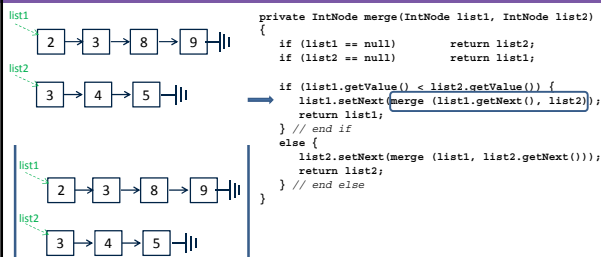 list1
2 3 8 9
list2
3 4 5
list1
2 3 8 9
list2
3 4 5
private IntNode merge(IntNode list1, IntNode list2)
{
if (list1 == null) return list2;
if (list2 == null) return list1;
if (list1.getValue() < list2.getValue()) {
list1.setNext(merge (list1.getNext(), list2));
return list1;
} // end if
else {
list2.setNext(merge (list1, list2.getNext()));
return list2;
} // end else
}